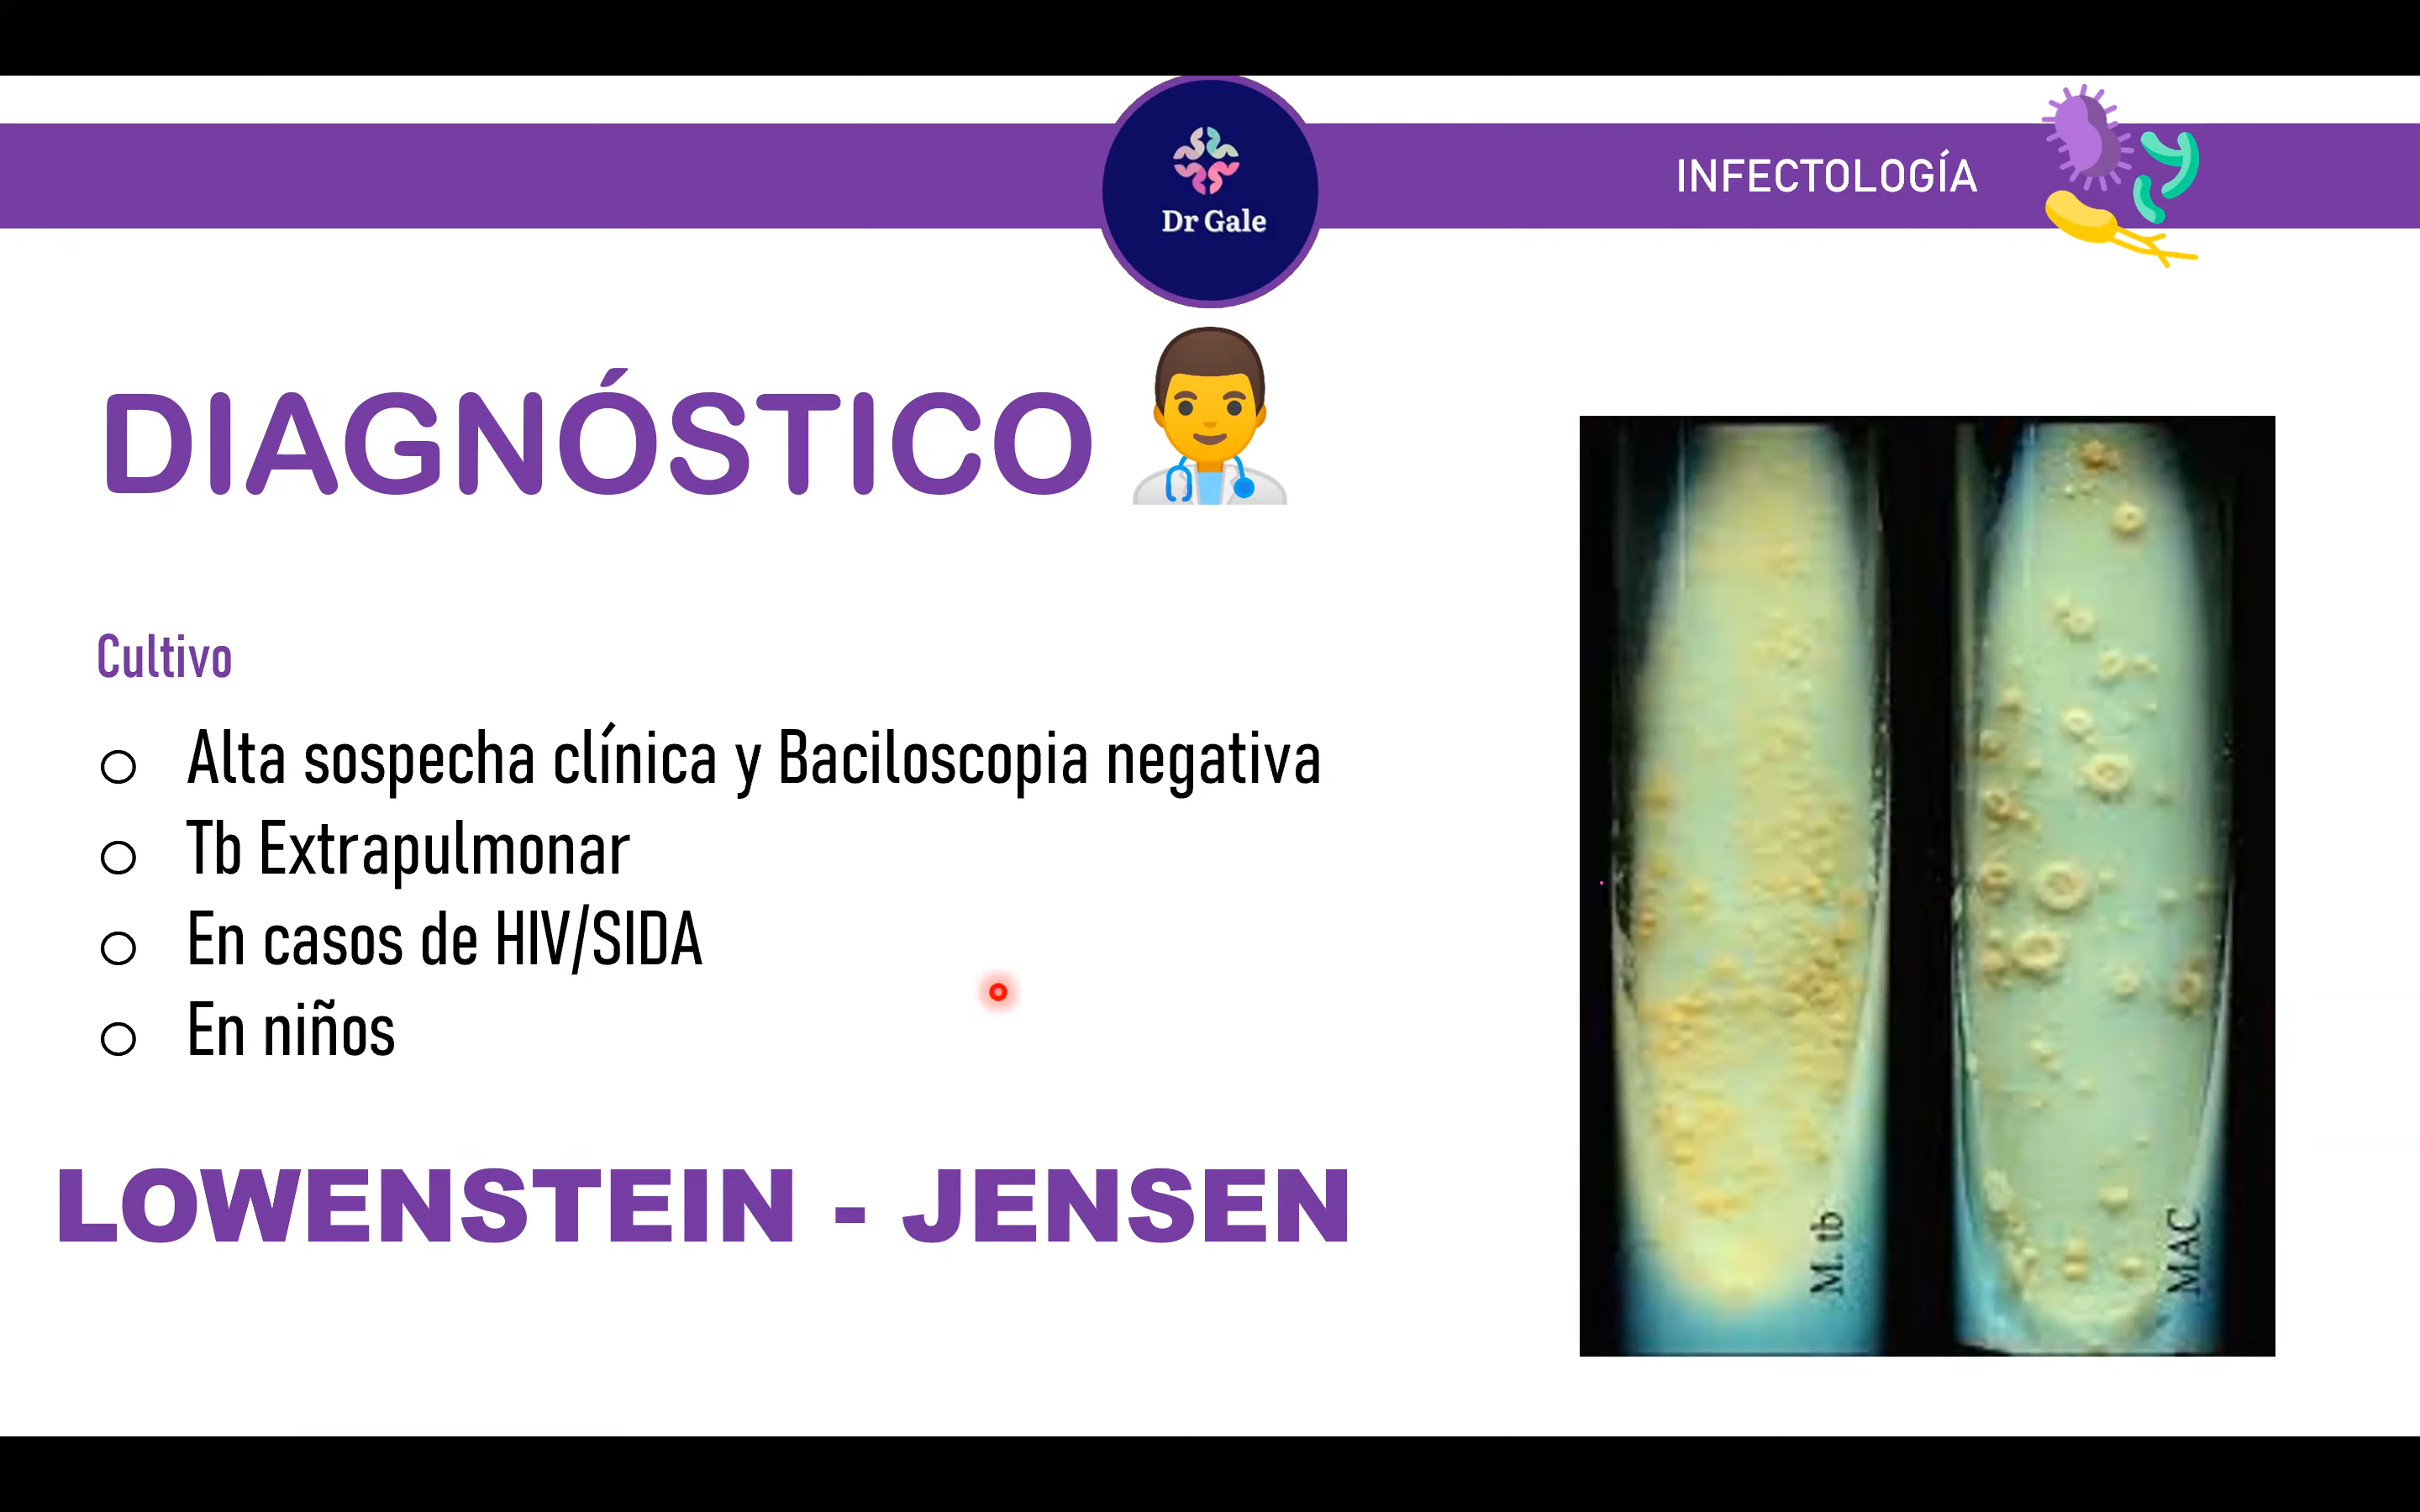 Dr Gale
INFECTOLOGÍA
DIAGNÓSTICO
Cultivo
Alta sospecha clínica y Baciloscopia negativa
Tb Extrapulmonar
En casos de HIV/SIDA
En niños
LOWENSTEIN - JENSEN
M. tb
MAC